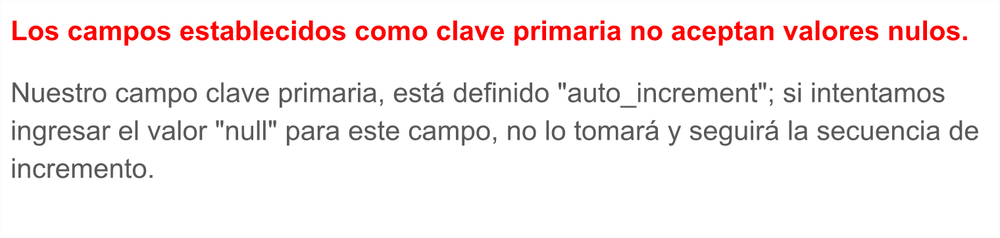 Los campos establecidos como clave primaria no aceptan valores nulos.
Nuestro campo clave primaria, está definido "auto_increment"; si intentamos
ingresar el valor "null" para este campo, no lo tomará y seguirá la secuencia de
incremento.